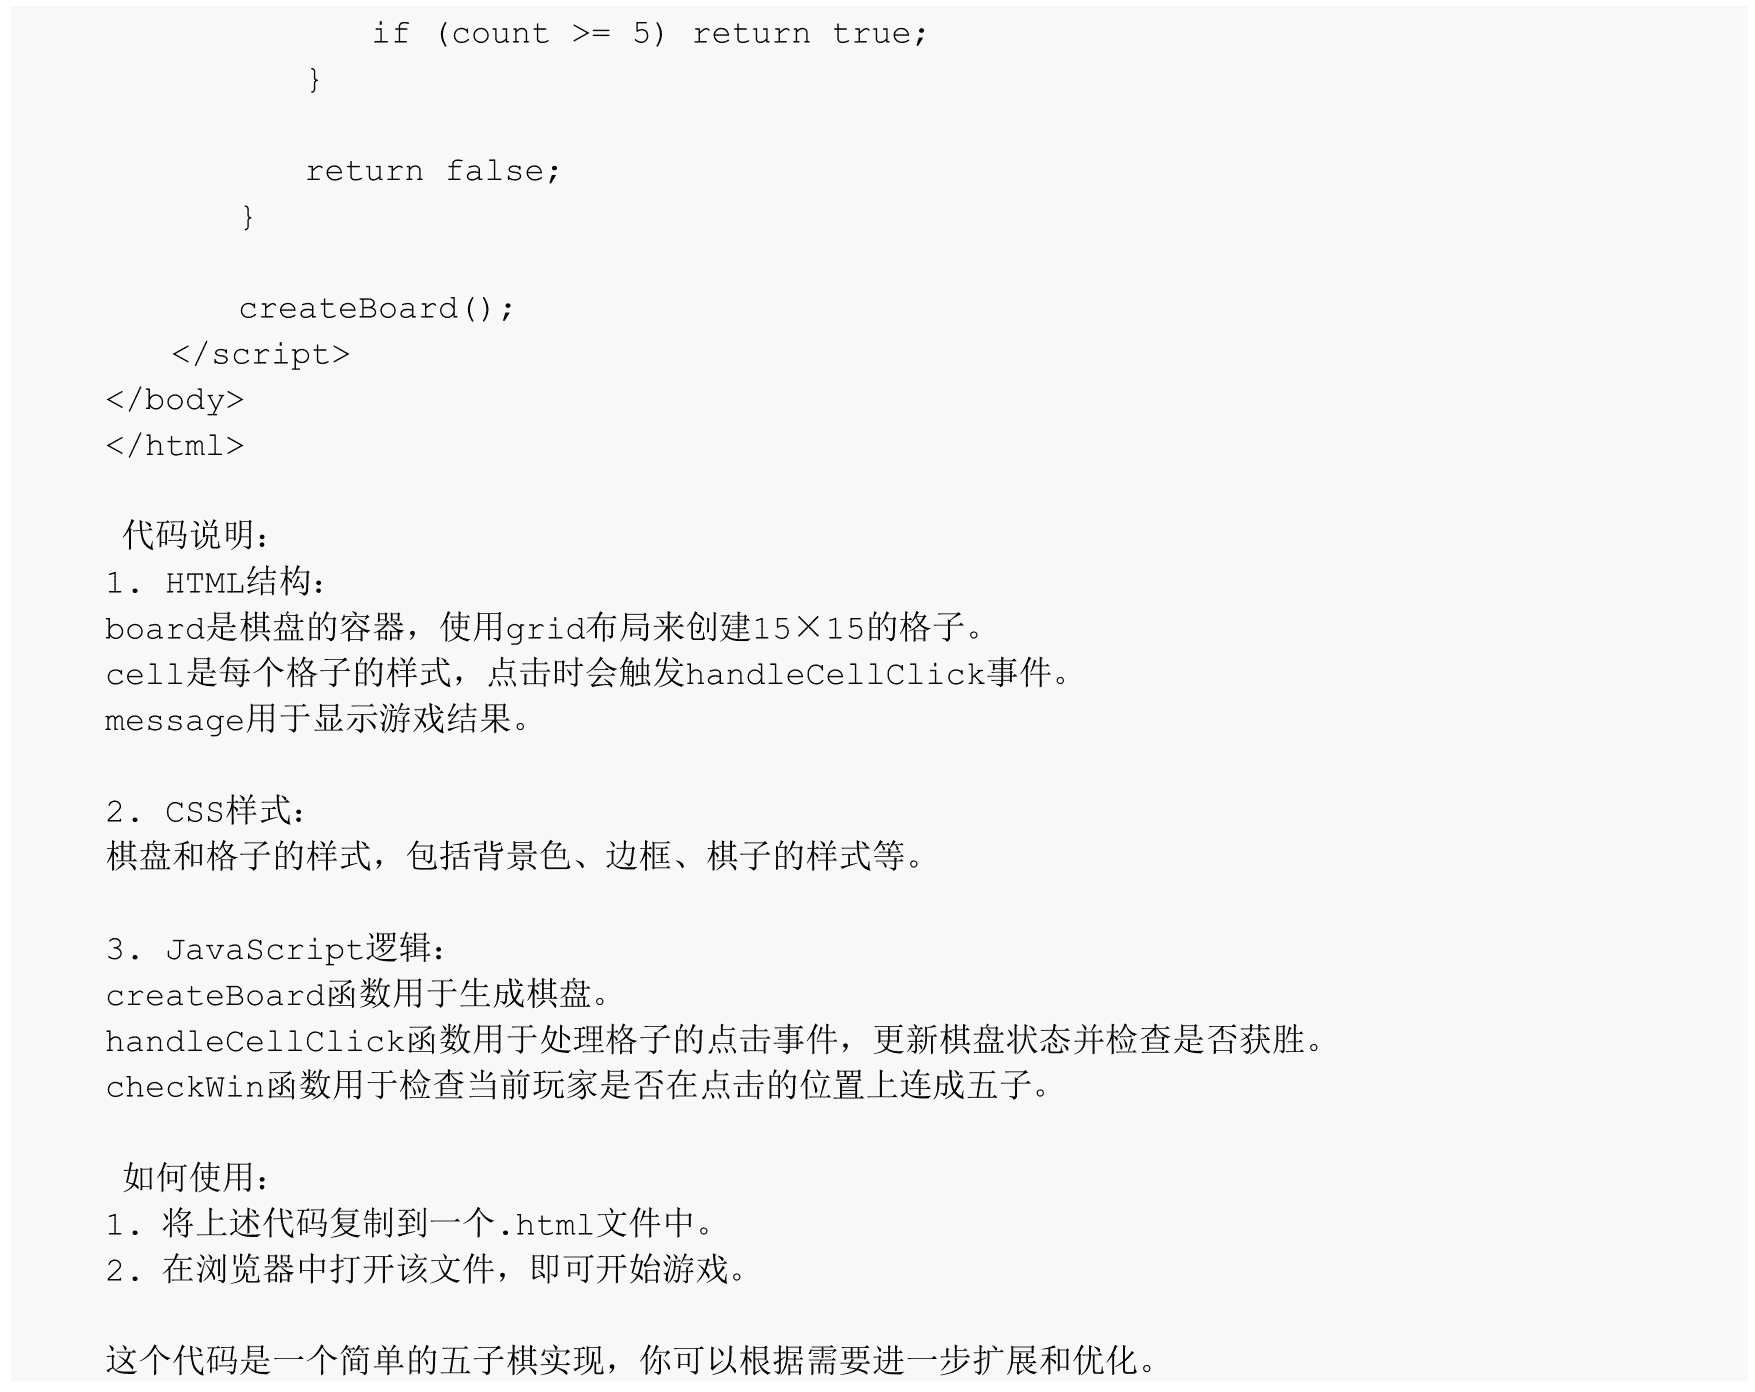 if (count >= 5) return true;
}
return false;
}
createBoard();
</script>
</body>
</html>
代码说明：
1. HTML结构：
board是棋盘的容器，使用grid布局来创建15×15的格子。
cell是每个格子的样式，点击时会触发handleCellClick事件。
message用于显示游戏结果。
2. CSS样式：
棋盘和格子的样式，包括背景色、边框、棋子的样式等。
3. JavaScript逻辑：
createBoard函数用于生成棋盘。
handleCellClick函数用于处理格子的点击事件，更新棋盘状态并检查是否获胜。
checkWin函数用于检查当前玩家是否在点击的位置上连成五子。
如何使用：
1. 将上述代码复制到一个.html文件中。
2. 在浏览器中打开该文件，即可开始游戏。
这个代码是一个简单的五子棋实现，你可以根据需要进一步扩展和优化。